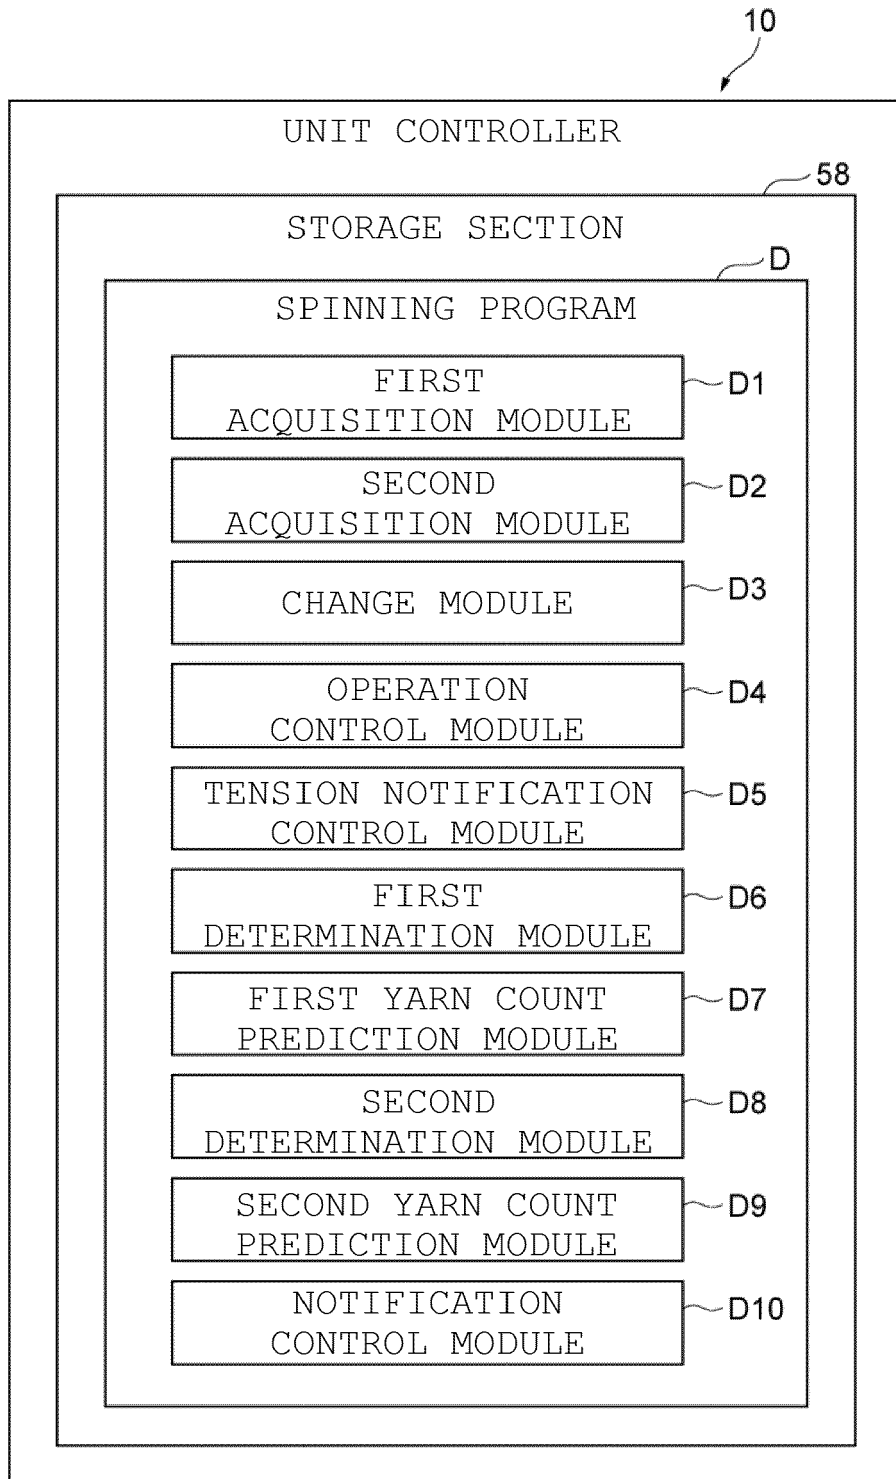 10
UNIT CONTROLLER
58
STORAGE SECTION
D
SPINNING PROGRAM
FIRST
ACQUISITION MODULE
D1
SECOND
ACQUISITION MODULE
D2
CHANGE MODULE
D3
OPERATION
CONTROL MODULE
D4
TENSION NOTIFICATION
CONTROL MODULE
D5
FIRST
DETERMINATION MODULE
D6
FIRST YARN COUNT
PREDICTION MODULE
D7
SECOND
DETERMINATION MODULE
D8
SECOND YARN COUNT
PREDICTION MODULE
D9
NOTIFICATION
CONTROL MODULE
D10